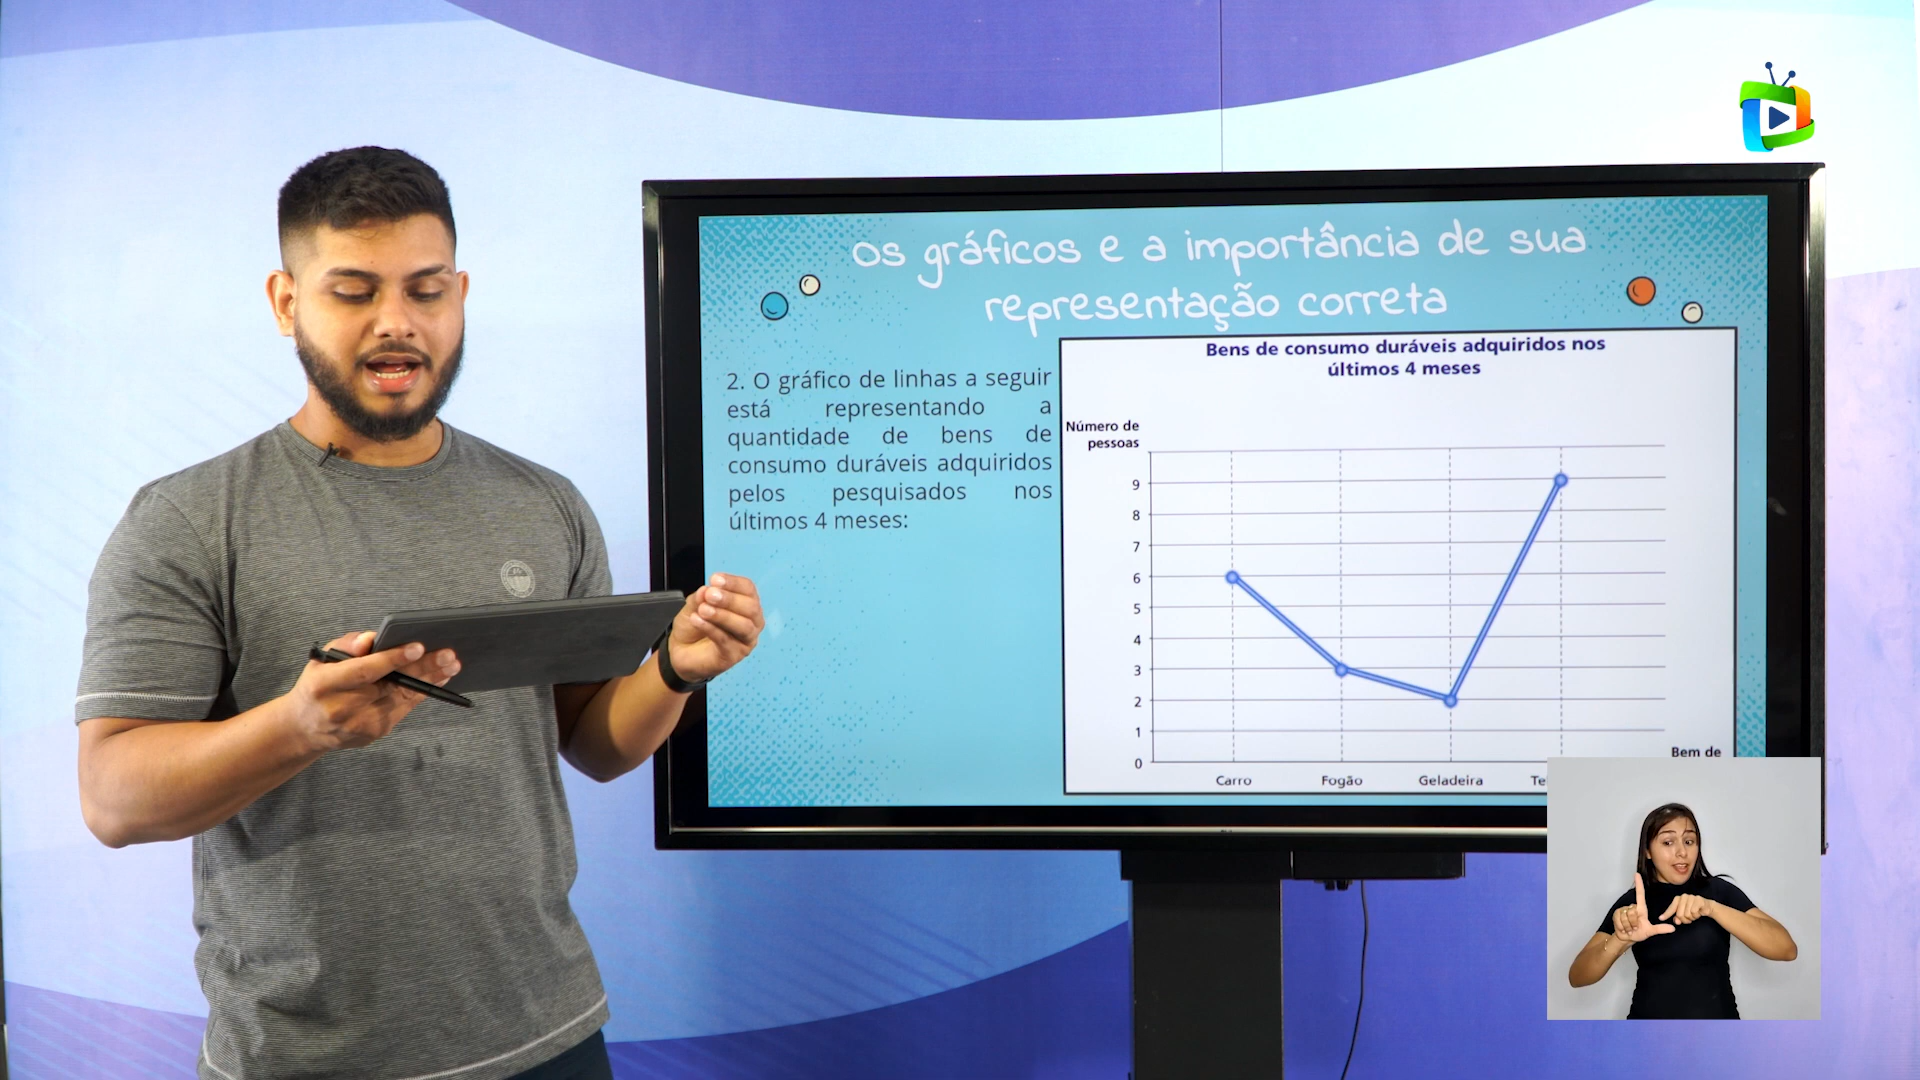 Os gráficos e a importância de sua
representação correta
2. O gráfico de linhas a seguir
está representando a
quantidade de bens de
consumo duráveis adquiridos
pelos pesquisados nos
últimos 4 meses:
Bens de consumo duráveis adquiridos nos
últimos 4 meses
Número de
pessoas
9
8
7
6
5
4
3
2
1
0
Carro Fogão Geladeira
Bem de